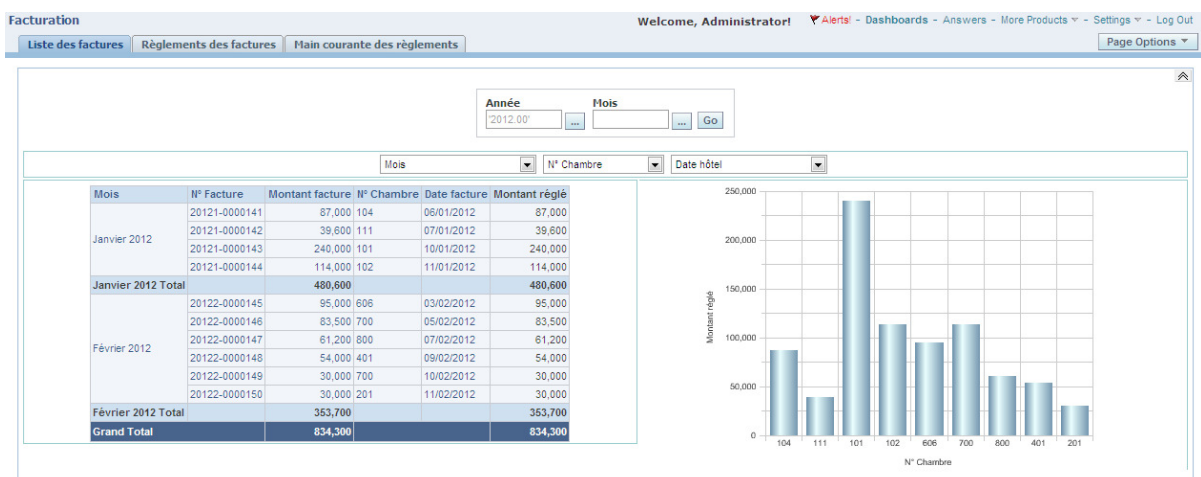 Facturation
Welcome, Administrator! Alerts! - Dashboards - Answers - More Products - Settings - Log Out
Liste des factures Règlements des factures Main courante des règlements Page Options
Année Mois
'2012.00' ... ... Go
Mois N° Chambre Date hôtel
Mois N° Facture Montant facture N° Chambre Date facture Montant réglé
Janvier 2012
20121-0000141 87,000 104 06/01/2012 87,000
20121-0000142 39,600 111 07/01/2012 39,600
20121-0000143 240,000 101 10/01/2012 240,000
20121-0000144 114,000 102 11/01/2012 114,000
Janvier 2012 Total 480,600 480,600
Février 2012
20122-0000145 95,000 606 03/02/2012 95,000
20122-0000146 83,500 700 05/02/2012 83,500
20122-0000147 61,200 800 07/02/2012 61,200
20122-0000148 54,000 401 09/02/2012 54,000
20122-0000149 30,000 700 10/02/2012 30,000
20122-0000150 30,000 201 11/02/2012 30,000
Février 2012 Total 353,700 353,700
Grand Total 834,300 834,300
Montant réglé
250,000
200,000
150,000
100,000
50,000
0
104 111 101 102 606 700 800 401 201
N° Chambre